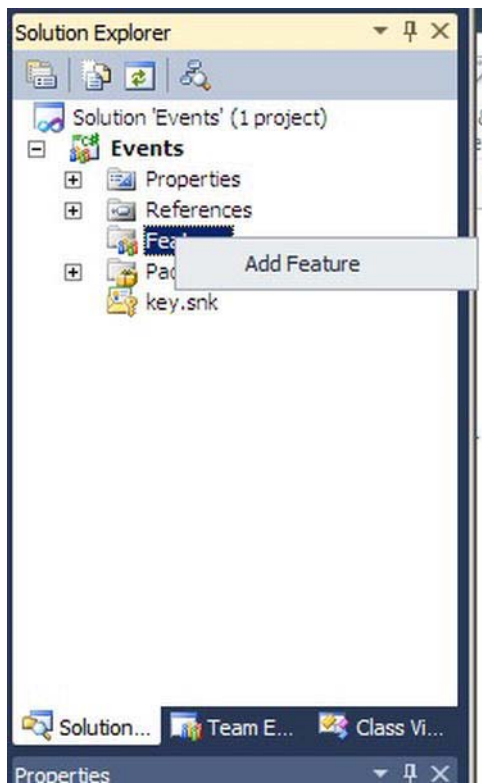 Solution Explorer
Solution 'Events' (1 project)
Events
Properties
References
Add Feature
key.snk
Solution...
Team E...
Class Vi...
Properties